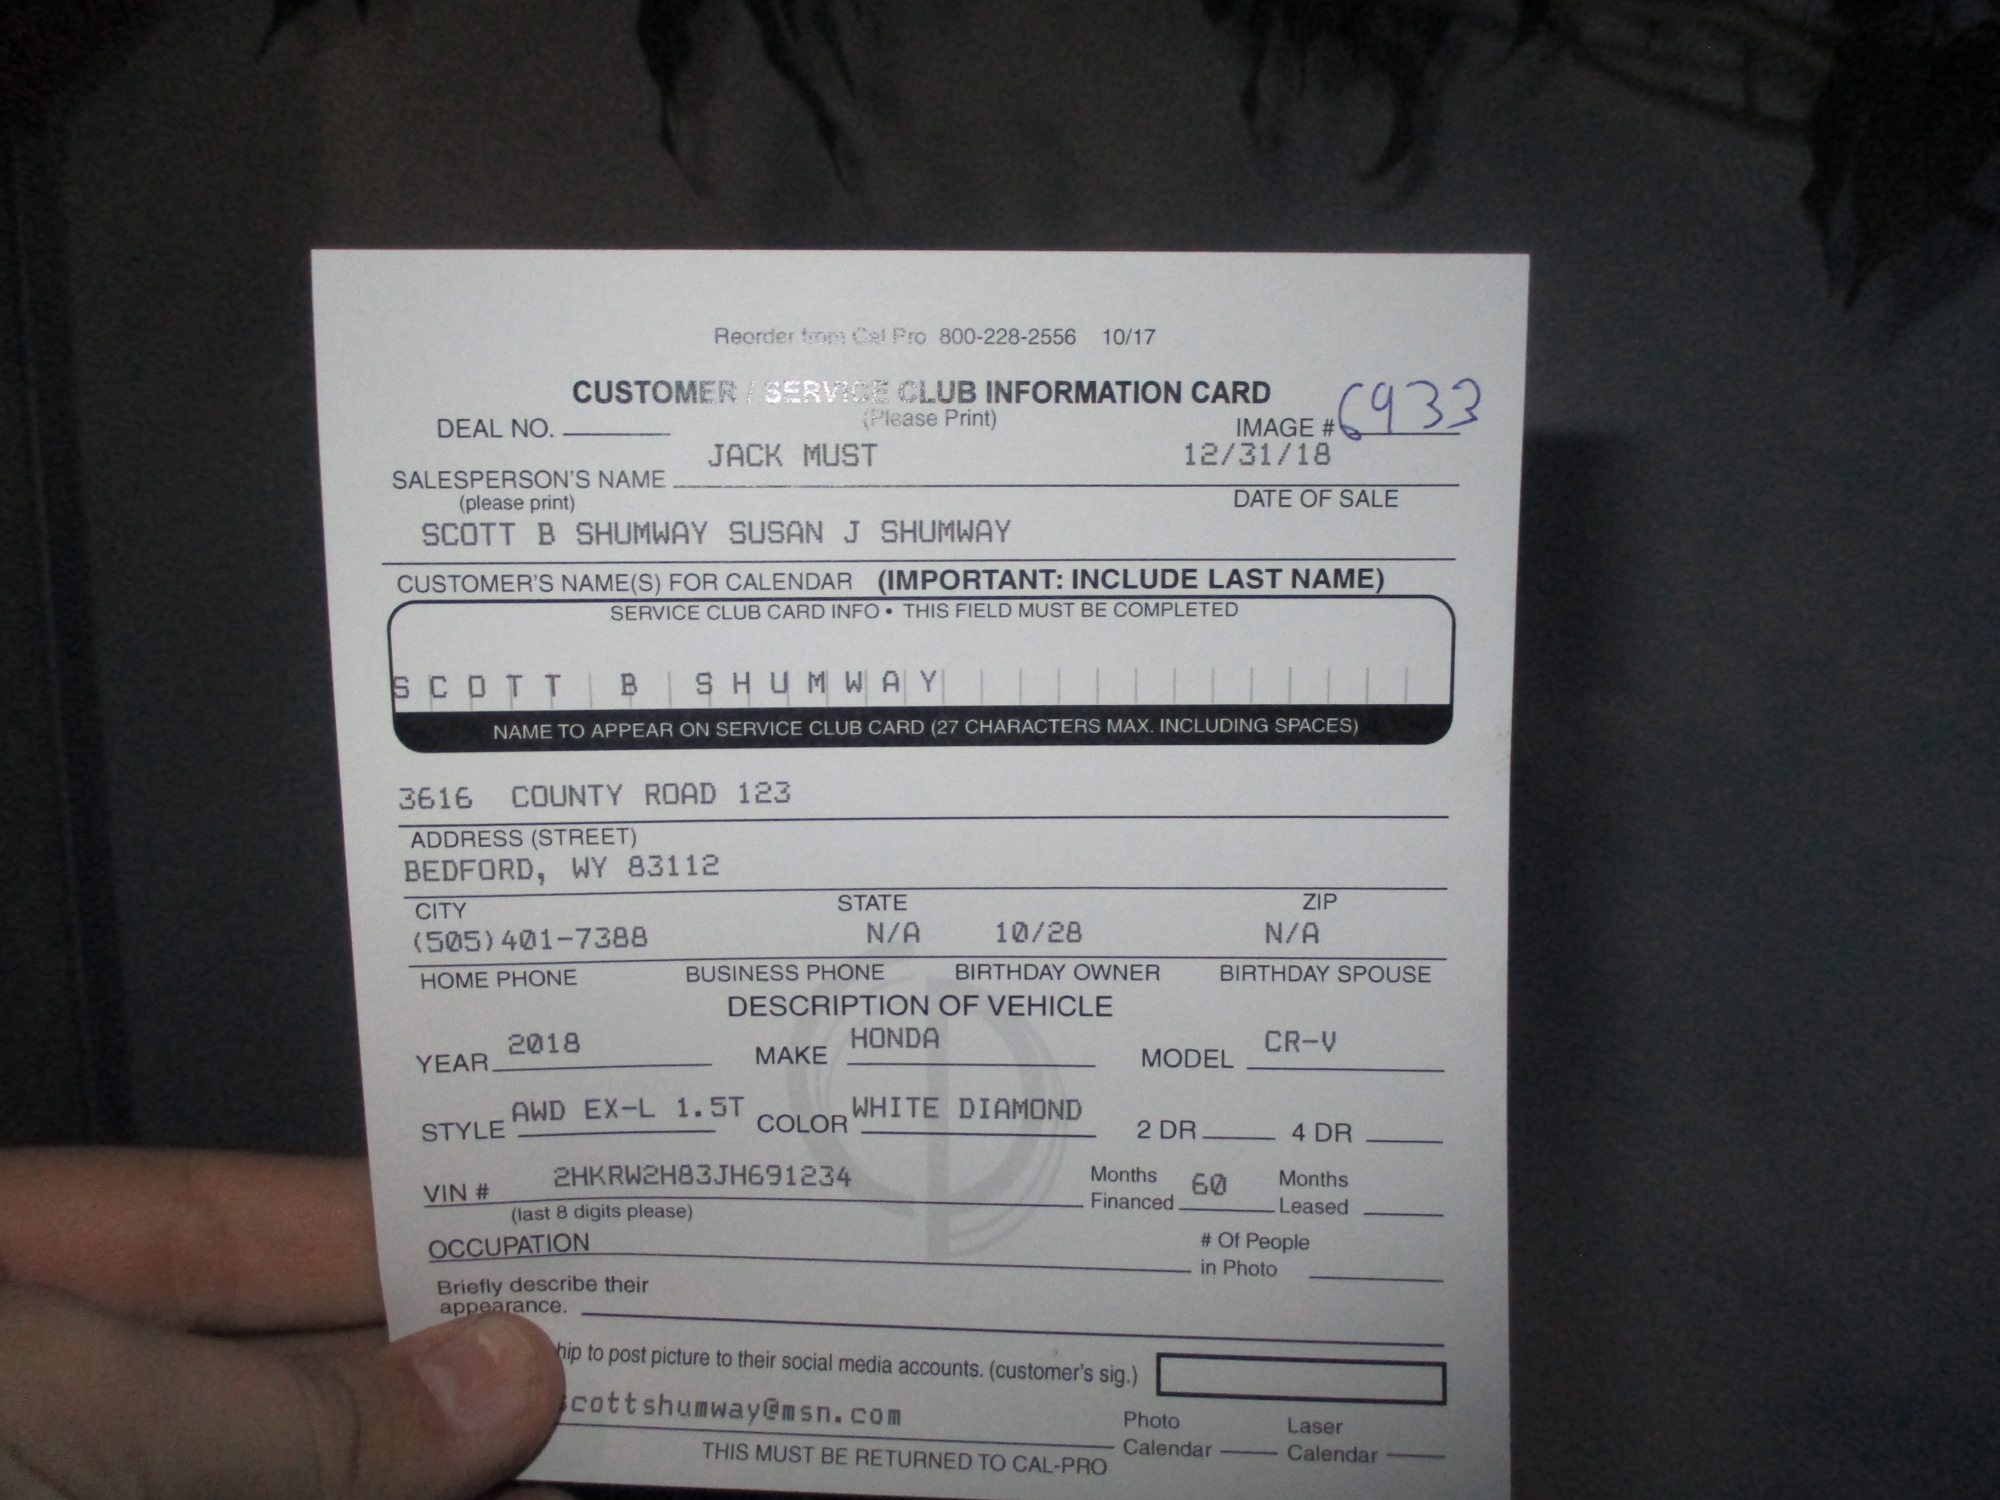 Reorder from Cal Pro 800-228-2556 10/17
CUSTOMER / SERVICE CLUB INFORMATION CARD
(Please Print)
DEAL NO. IMAGE # 6933
JACK MUST 12/31/18
SALESPERSON'S NAME
(please print) DATE OF SALE
SCOTT B SHUMWAY SUSAN J SHUMWAY
CUSTOMER'S NAME(S) FOR CALENDAR (IMPORTANT: INCLUDE LAST NAME)
SERVICE CLUB CARD INFO • THIS FIELD MUST BE COMPLETED
SCOTT B SHUMWAY
NAME TO APPEAR ON SERVICE CLUB CARD (27 CHARACTERS MAX. INCLUDING SPACES)
3616 COUNTY ROAD 123
ADDRESS (STREET)
BEDFORD, WY 83112
CITY STATE ZIP
(505)401-7388 N/A 10/28 N/A
HOME PHONE BUSINESS PHONE BIRTHDAY OWNER BIRTHDAY SPOUSE
DESCRIPTION OF VEHICLE
YEAR 2018 MAKE HONDA MODEL CR-V
STYLE AWD EX-L 1.5T COLOR WHITE DIAMOND 2 DR 4 DR
VIN # 2HKRW2H83JH691234 Months Financed 60 Months Leased
(last 8 digits please)
OCCUPATION # Of People in Photo
Briefly describe their
appearance.
to post picture to their social media accounts. (customer's sig.)
scottshumway@msn.com
Photo Calendar Laser Calendar
THIS MUST BE RETURNED TO CAL-PRO